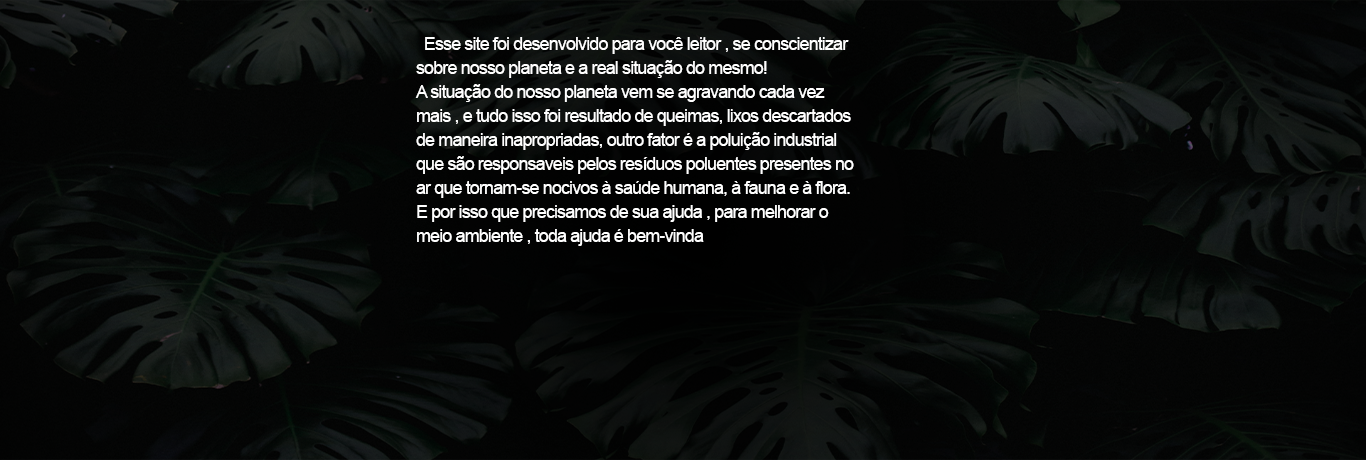 Esse site foi desenvolvido para você leitor , se conscientizar
sobre nosso planeta e a real situação do mesmo!
A situação do nosso planeta vem se agravando cada vez
mais , e tudo isso foi resultado de queimas, lixos descartados
de maneira inapropriadas, outro fator é a poluição industrial
que são responsaveis pelos resíduos poluentes presentes no
ar que tornam-se nocivos à saúde humana, à fauna e à flora.
E por isso que precisamos de sua ajuda , para melhorar o
meio ambiente , toda ajuda é bem-vinda